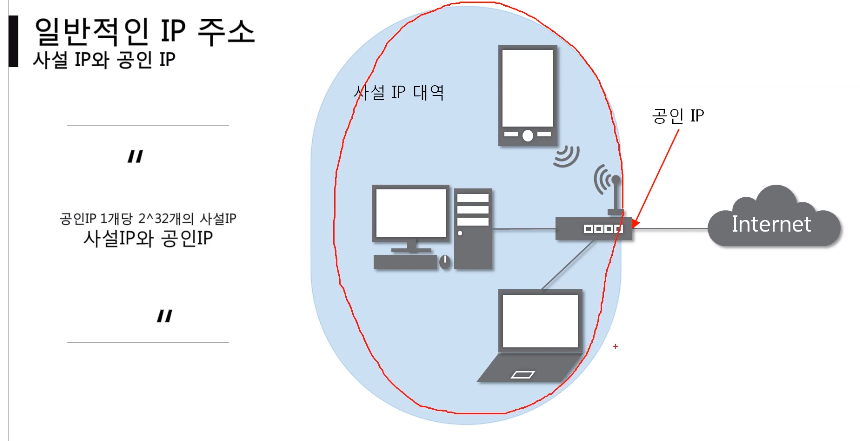 일반적인 IP 주소
사설 IP와 공인 IP
“
공인IP 1개당 2^32개의 사설IP
사설IP와 공인IP
“
사설 IP 대역
공인 IP
Internet